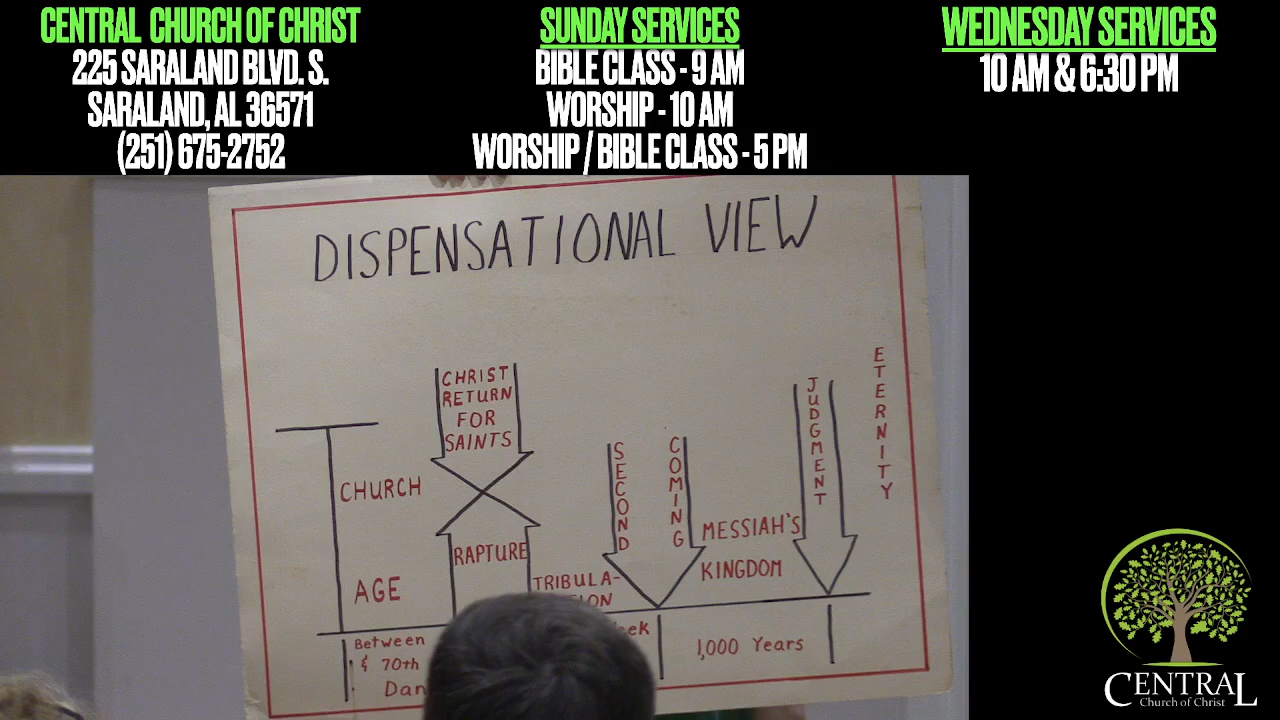 CENTRAL CHURCH OF CHRIST
225 SARALAND BLVD. S.
SARALAND, AL 36571
(251) 675-2752
SUNDAY SERVICES
BIBLE CLASS - 9 AM
WORSHIP - 10 AM
WORSHIP / BIBLE CLASS - 5 PM
WEDNESDAY SERVICES
10 AM & 6:30 PM
DISPENSATIONAL VIEW
CHURCH
AGE
CHRIST
RETURN
FOR
SAINTS
RAPTURE
TRIBULA-
SECOND
COMING
MESSIAH'S
KINGDOM
JUDGMENT
ETERNITY
Between
& 70th
1,000 Years
CENTRAL
Church of Christ